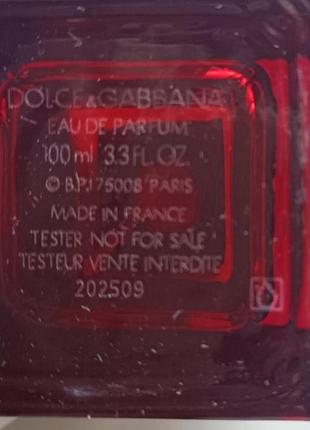 DOLCE&GABBANA
EAU DE PARFUM
100 ml 3.3 FL. OZ.
© B.P.I 75008 PARIS
MADE IN FRANCE
TESTER NOT FOR SALE
TESTEUR VENTE INTERDITE
202509